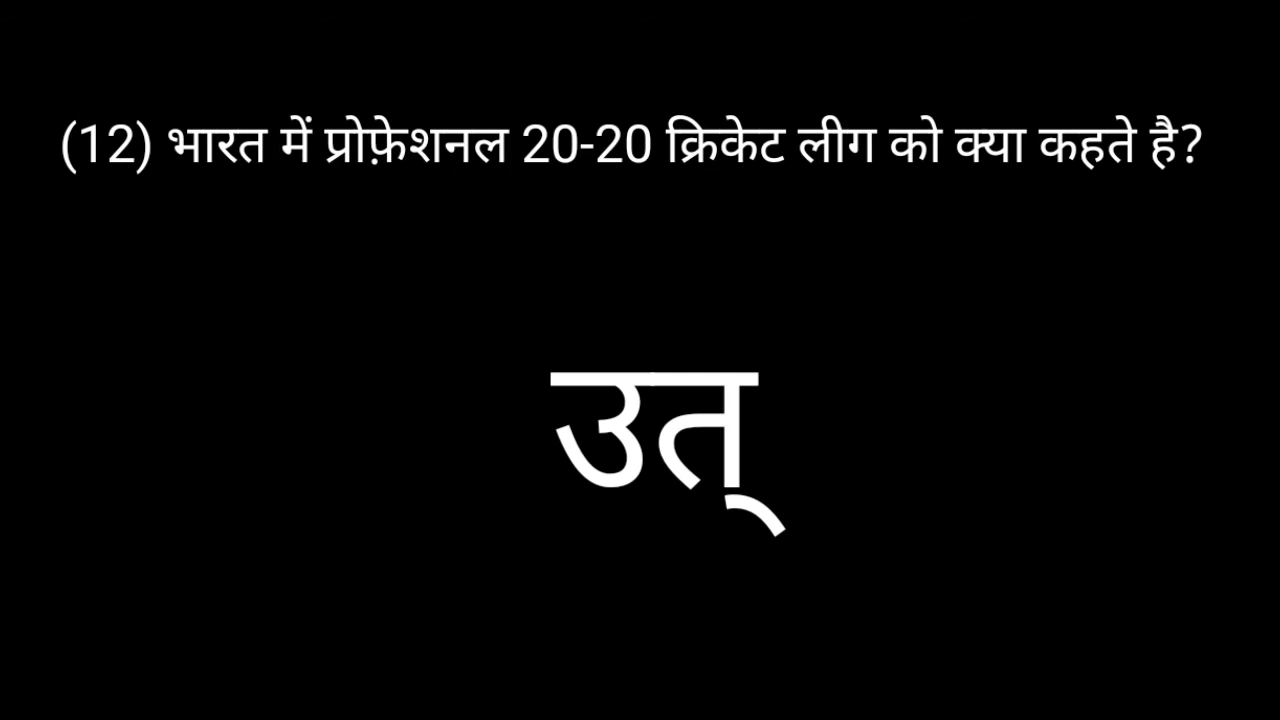 (12) भारत में प्रोफ़ेशनल 20-20 क्रिकेट लीग को क्या कहते है?
उत्